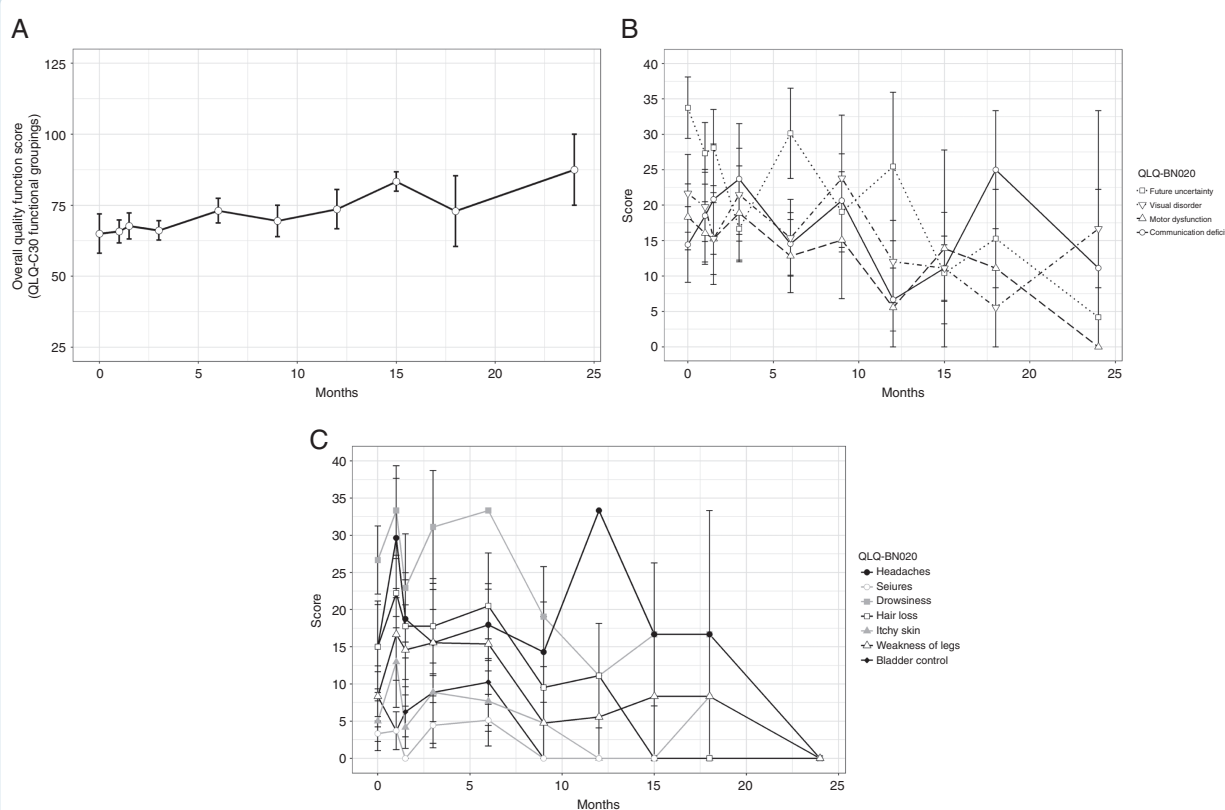 A
Overall quality function score
(QLQ-C30 functional groupings)
125
100
75
50
25
0
5
10
15
20
25
Months
B
Score
40
35
30
25
20
15
10
5
0
0
5
10
15
20
25
Months
QLQ-BN020
Future uncertainty
Visual disorder
Motor dysfunction
Communication defici
C
Score
40
35
30
25
20
15
10
5
0
0
5
10
15
20
25
Months
QLQ-BN020
Headaches
Seiures
Drowsiness
Hair loss
Itchy skin
Weakness of legs
Bladder control